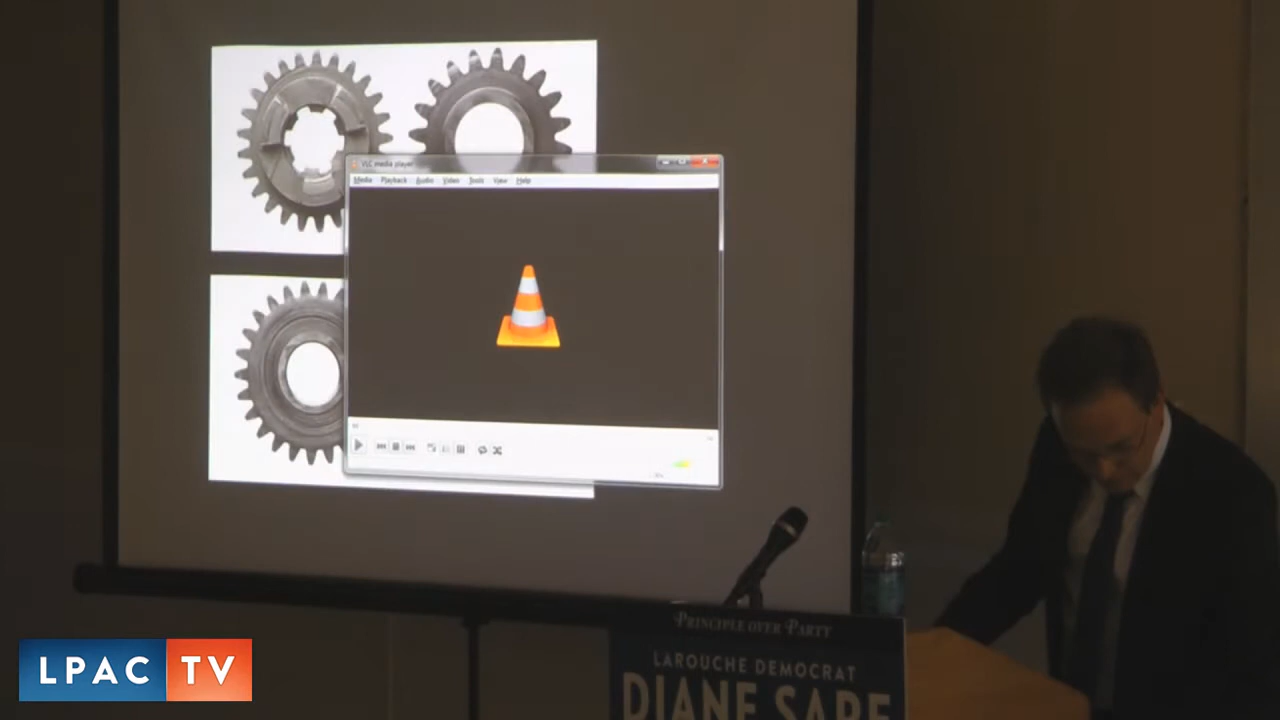 VLC media player
Media Playback Audio Video Tools View Help
PRINCIPLE OVER PARTY
LAROUCHE DEMOCRAT
DIANE SARE
LPAC TV